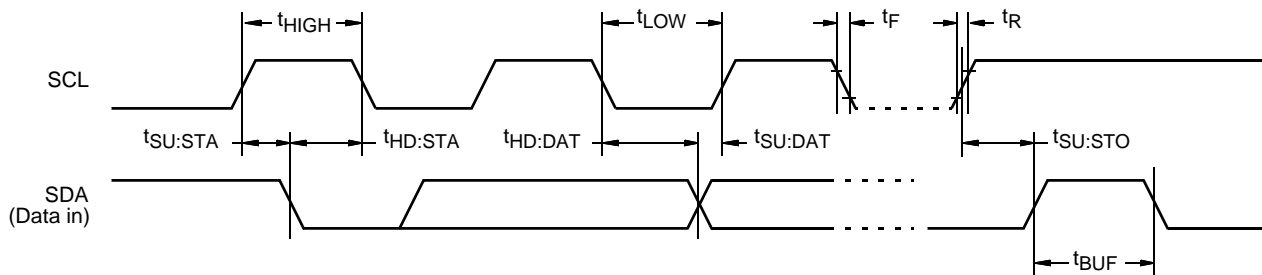 tHIGH tLOW tF tR
SCL
tSU:STA tHD:STA tHD:DAT tSU:DAT tSU:STO
SDA
(Data in)
tBUF